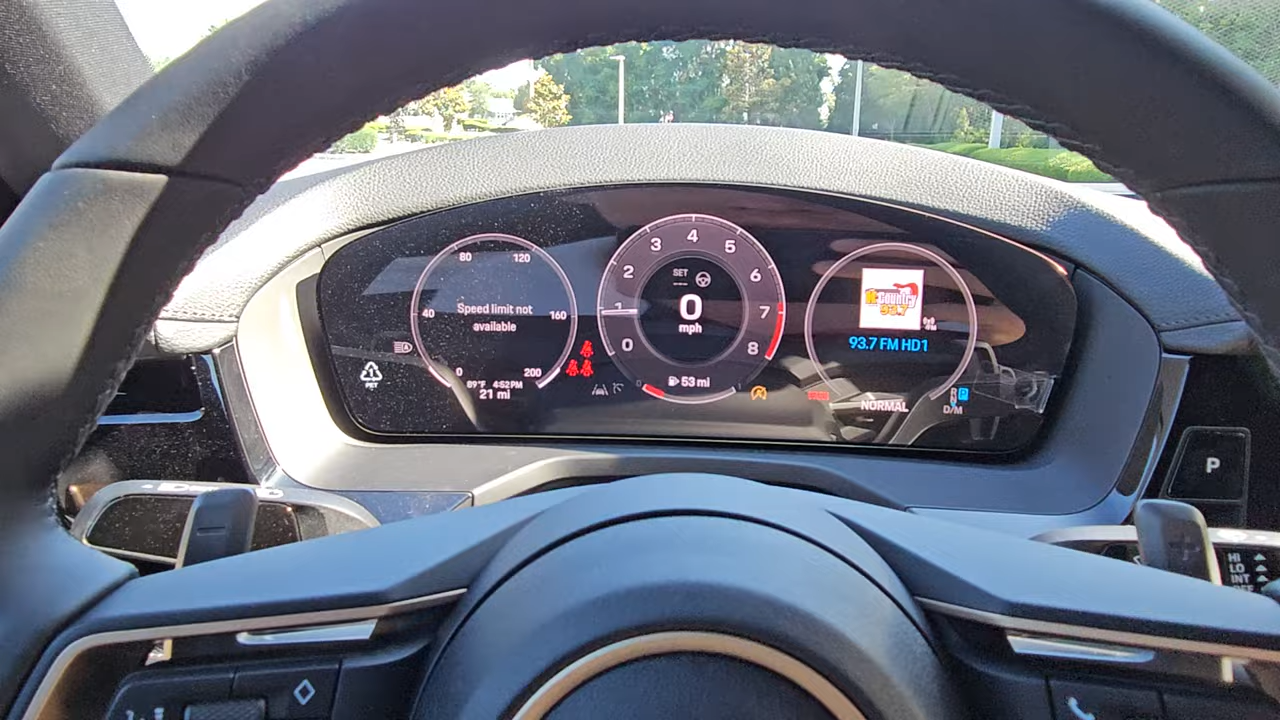 80
120
Speed limit not
available
40
160
0
200
89°F 4:52PM
21 mi
PRKT
0
1
2
3
4
5
6
7
8
SET
0
mph
53 mi
Country
93.7
93.7 FM HD1
NORMAL
P
D/M
P
HI
LO
INT
OFF